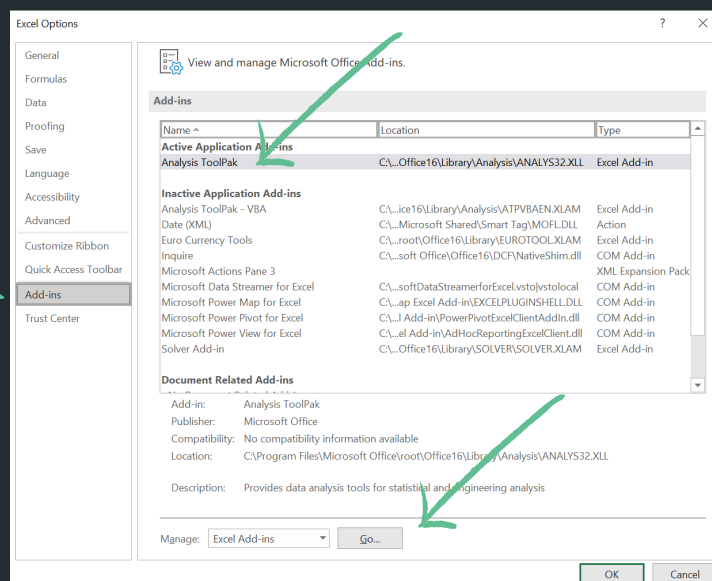 Excel Options
?
General
Formulas
Data
Proofing
Save
Language
Accessibility
Advanced
Customize Ribbon
Quick Access Toolbar
Add-ins
Trust Center
View and manage Microsoft Office Add-ins.
Add-ins
Name Location Type
Active Application Add-ins
Analysis ToolPak C:\...Office16\Library\Analysis\ANALYS32.XLL Excel Add-in
Inactive Application Add-ins
Analysis ToolPak - VBA C:\...ice16\Library\Analysis\ATPVBAEN.XLAM Excel Add-in
Date (XML) C:\...Microsoft Shared\Smart Tag\MOFL.DLL Action
Euro Currency Tools C:\...root\Office16\Library\EUROTOOL.XLAM Excel Add-in
Inquire C:\...soft Office\Office16\DCF\NativeShim.dll COM Add-in
Microsoft Actions Pane 3 XML Expansion Pack
Microsoft Data Streamer for Excel C:\...softDataStreamerforExcel.vsto|vstolocal COM Add-in
Microsoft Power Map for Excel C:\...ap Excel Add-in\EXCELPLUGINSHELL.DLL COM Add-in
Microsoft Power Pivot for Excel C:\...l Add-in\PowerPivotExcelClientAddIn.dll COM Add-in
Microsoft Power View for Excel C:\...el Add-in\AdHocReportingExcelClient.dll COM Add-in
Solver Add-in C:\...Office16\Library\SOLVER\SOLVER.XLAM Excel Add-in
Document Related Add-ins
Add-in: Analysis ToolPak
Publisher: Microsoft Office
Compatibility: No compatibility information available
Location: C:\Program Files\Microsoft Office\root\Office16\Library\Analysis\ANALYS32.XLL
Description: Provides data analysis tools for statistical and engineering analysis
Manage: Excel Add-ins Go...
OK Cancel